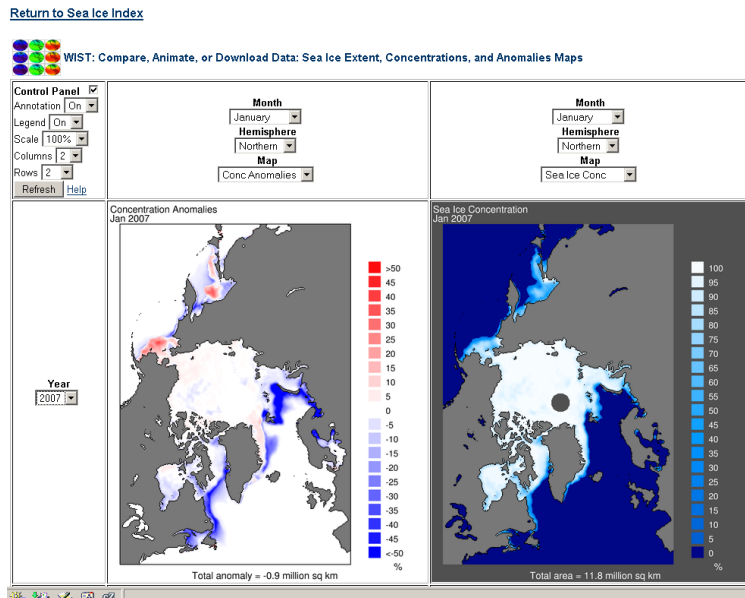 Return to Sea Ice Index
WIST: Compare, Animate, or Download Data: Sea Ice Extent, Concentrations, and Anomalies Maps
Control Panel
Annotation On
Legend On
Scale 100%
Columns 2
Rows 2
Refresh Help
Month
January
Hemisphere
Northern
Map
Conc Anomalies
Month
January
Hemisphere
Northern
Map
Sea Ice Conc
Year
2007
Concentration Anomalies
Jan 2007
>50
45
40
35
30
25
20
15
10
5
0
-5
-10
-15
-20
-25
-30
-35
-40
-45
<-50
%
Total anomaly = -0.9 million sq km
Sea Ice Concentration
Jan 2007
100
95
90
85
80
75
70
65
60
55
50
45
40
35
30
25
20
15
10
5
0
%
Total area = 11.8 million sq km